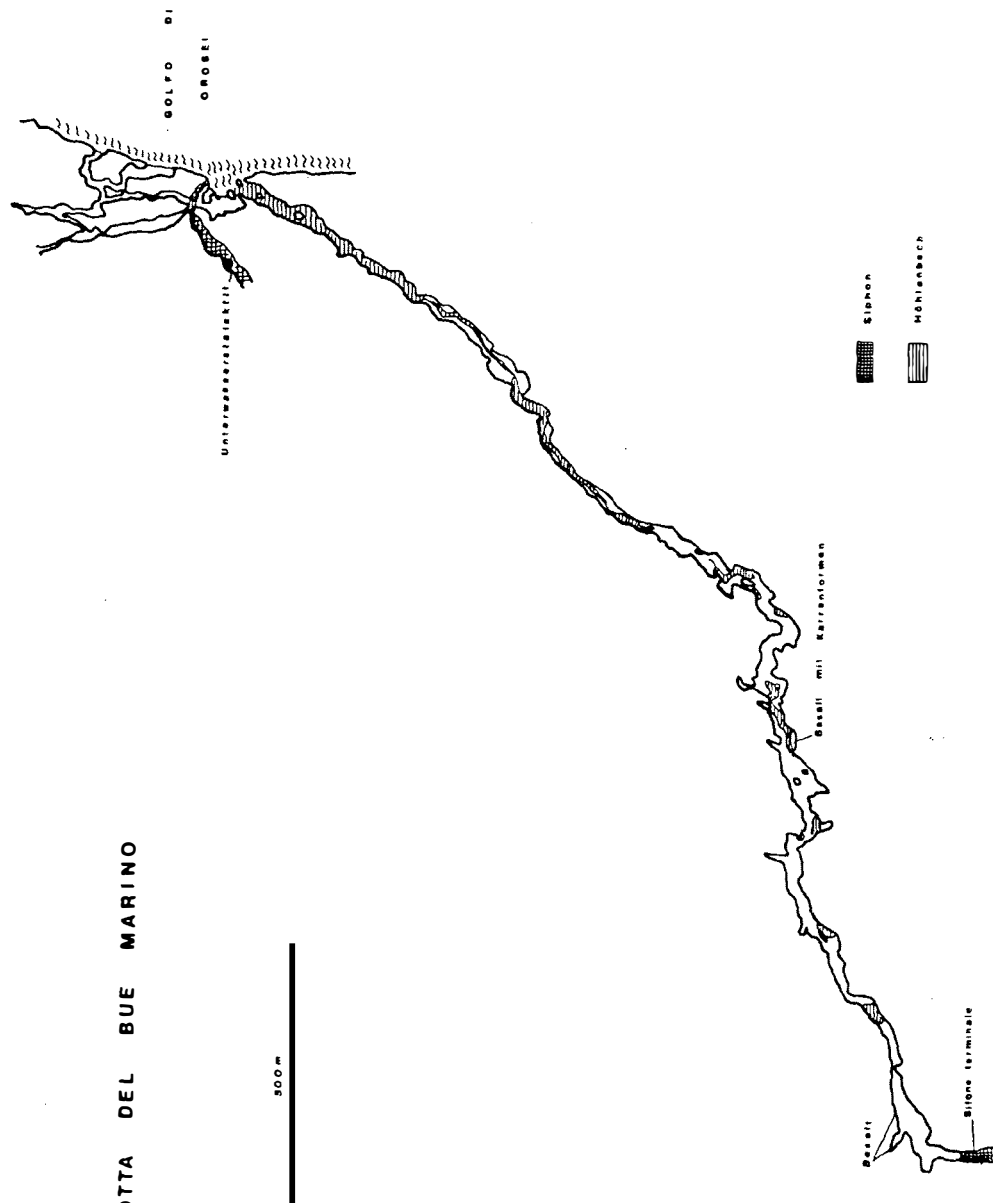 OTTA DEL BUE MARINO
500 m
GOLFO DI
OROSEI
Unterwasserstalaktit
Basalt mit Karrenformen
Basalt
Sifone terminale
Siphon
Höhlenbach